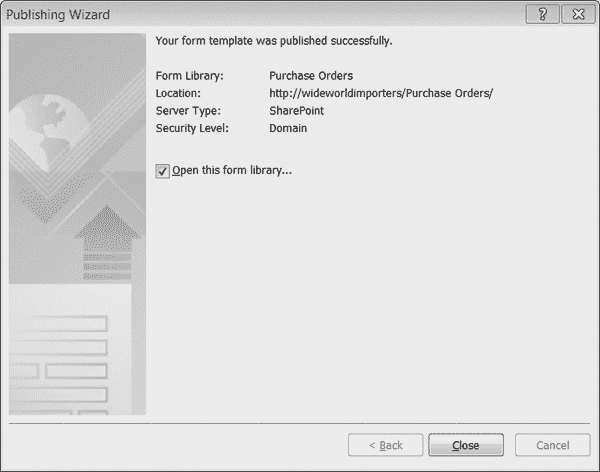 Publishing Wizard
Your form template was published successfully.
Form Library: Purchase Orders
Location: http://wideworldimporters/Purchase Orders/
Server Type: SharePoint
Security Level: Domain
Open this form library...
< Back Close Cancel